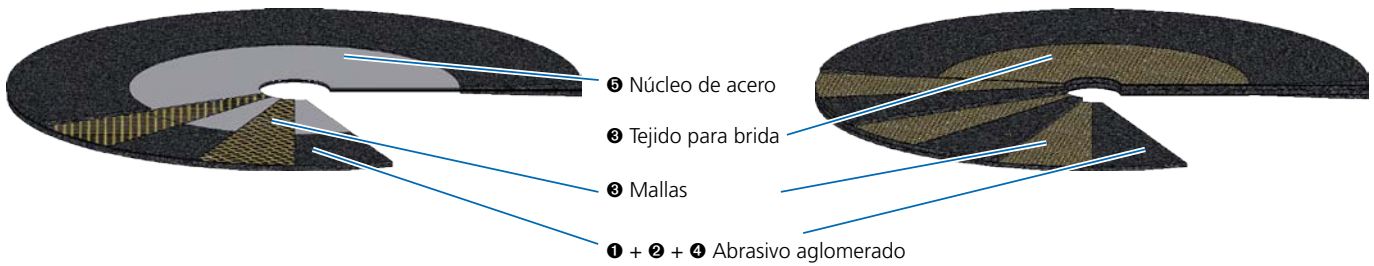 ❺ Núcleo de acero
❸ Tejido para brida
❸ Mallas
❶ + ❷ + ❹ Abrasivo aglomerado